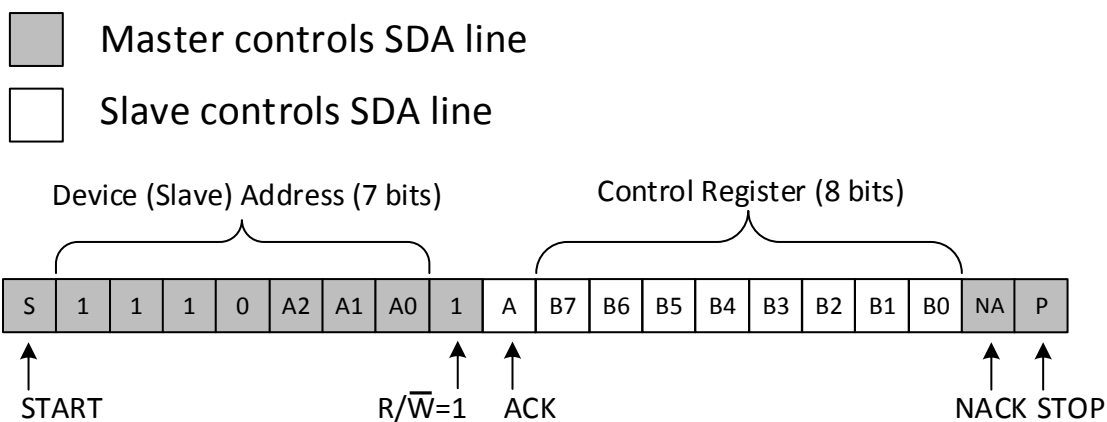 Master controls SDA line
Slave controls SDA line
Device (Slave) Address (7 bits)
Control Register (8 bits)
S 1 1 1 0 A2 A1 A0 1 A B7 B6 B5 B4 B3 B2 B1 B0 NA P
START R/W̅=1 ACK NACK STOP